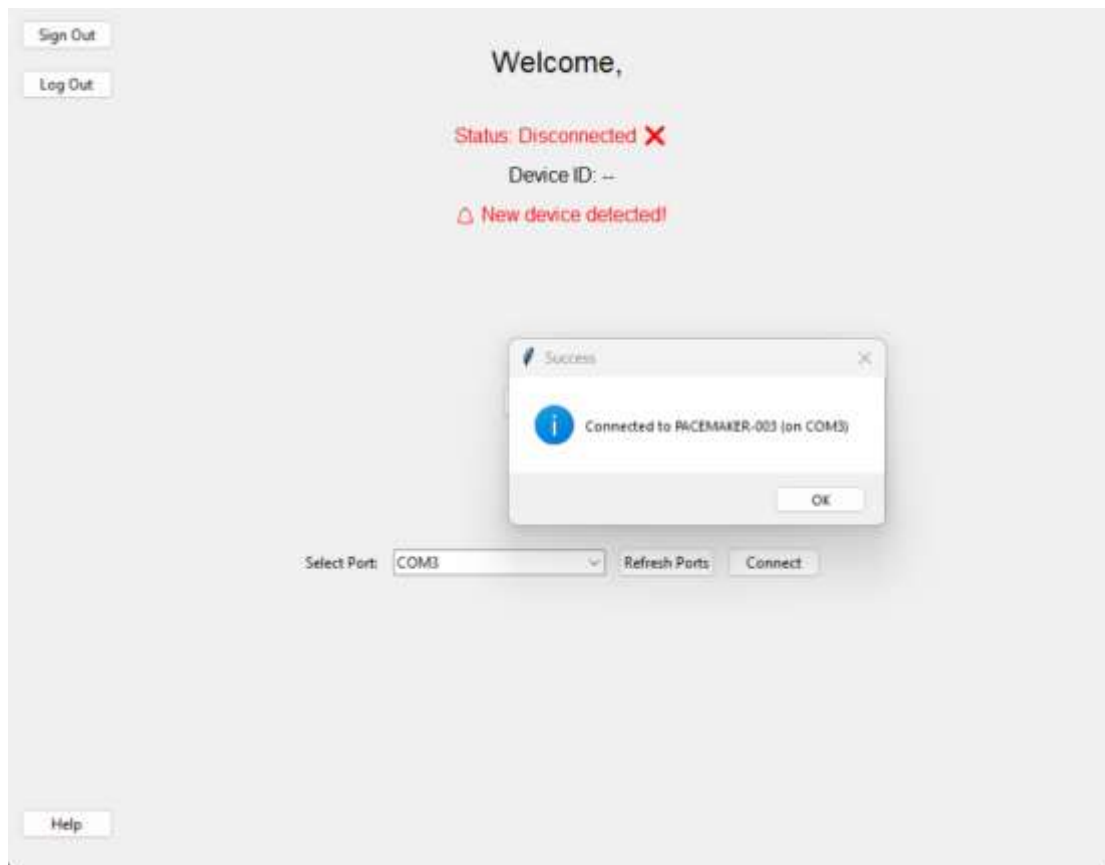 Sign Out
Log Out
Welcome,
Status: Disconnected ❌
Device ID: --
🔔 New device detected!
Success
Connected to PACEMAKER-003 (on COM3)
OK
Select Port: COM3 Refresh Ports Connect
Help